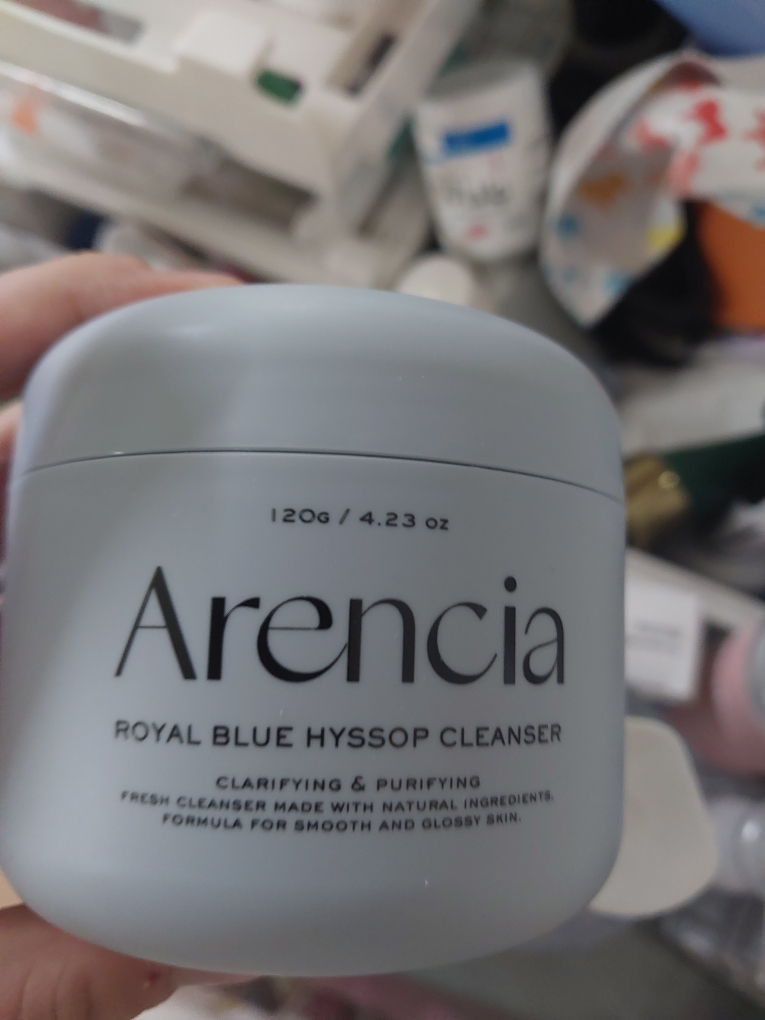 120G / 4.23 oz
Arencia
ROYAL BLUE HYSSOP CLEANSER
CLARIFYING & PURIFYING
FRESH CLEANSER MADE WITH NATURAL INGREDIENTS.
FORMULA FOR SMOOTH AND GLOSSY SKIN.